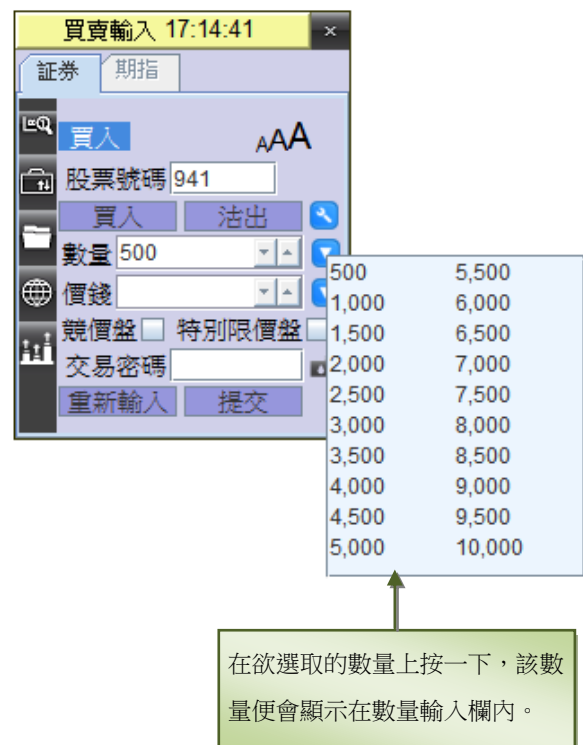 買賣輸入 17:14:41 ×
証券 期指
買入 AAA
股票號碼 941
買入 沽出
數量 500
價錢
競價盤 特別限價盤
交易密碼
重新輸入 提交
500 5,500
1,000 6,000
1,500 6,500
2,000 7,000
2,500 7,500
3,000 8,000
3,500 8,500
4,000 9,000
4,500 9,500
5,000 10,000
在欲選取的數量上按一下，該數
量便會顯示在數量輸入欄內。